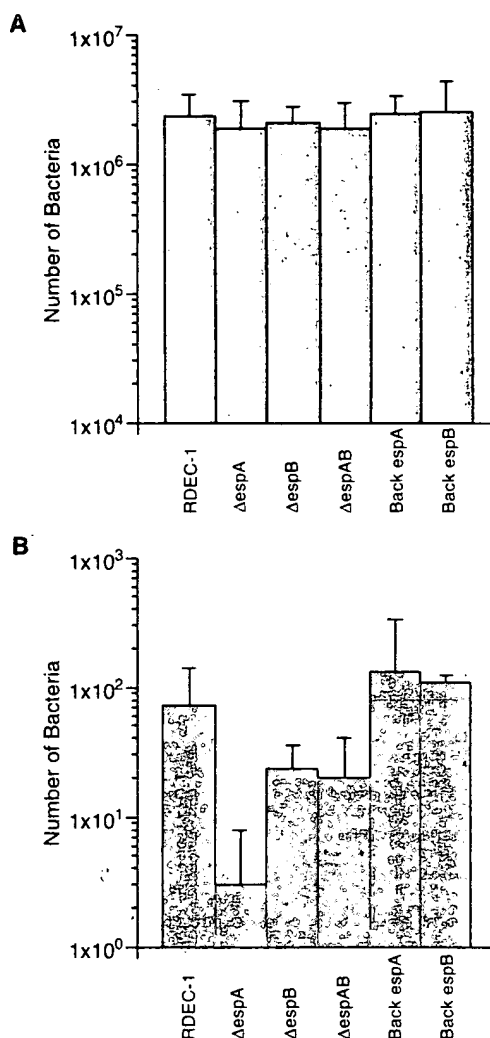 A
Number of Bacteria
1x10⁷
1x10⁶
1x10⁵
1x10⁴
RDEC-1
ΔespA
ΔespB
ΔespAB
Back espA
Back espB
B
Number of Bacteria
1x10³
1x10²
1x10¹
1x10⁰
RDEC-1
ΔespA
ΔespB
ΔespAB
Back espA
Back espB